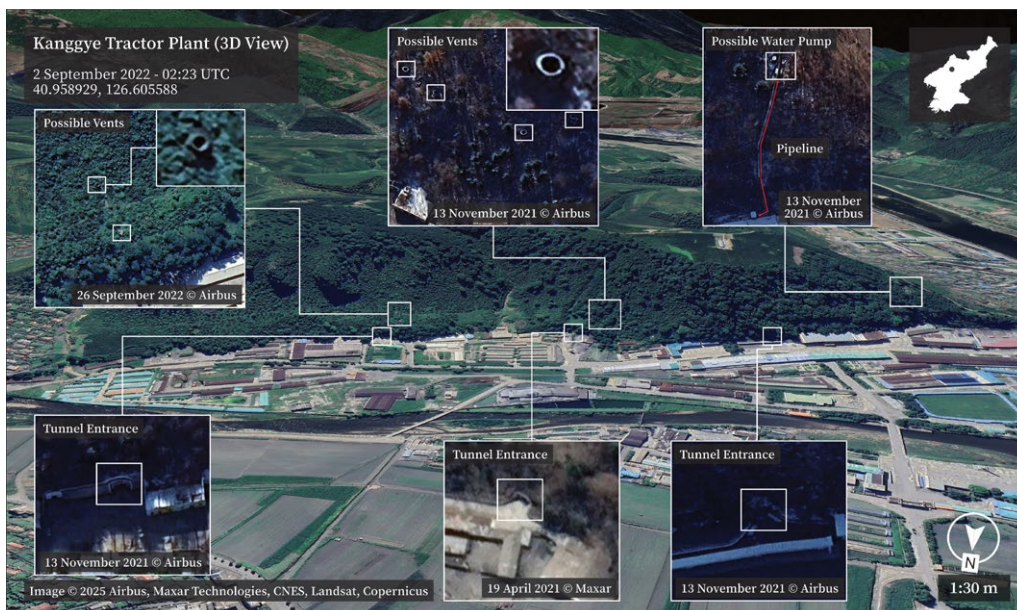 Kanggye Tractor Plant (3D View)
2 September 2022 - 02:23 UTC
40.958929, 126.605588
Possible Vents
26 September 2022 © Airbus
Possible Vents
13 November 2021 © Airbus
Possible Water Pump
Pipeline
13 November
2021 © Airbus
Tunnel Entrance
13 November 2021 © Airbus
Tunnel Entrance
19 April 2021 © Maxar
Tunnel Entrance
13 November 2021 © Airbus
N
1:30 m
Image © 2025 Airbus, Maxar Technologies, CNES, Landsat, Copernicus